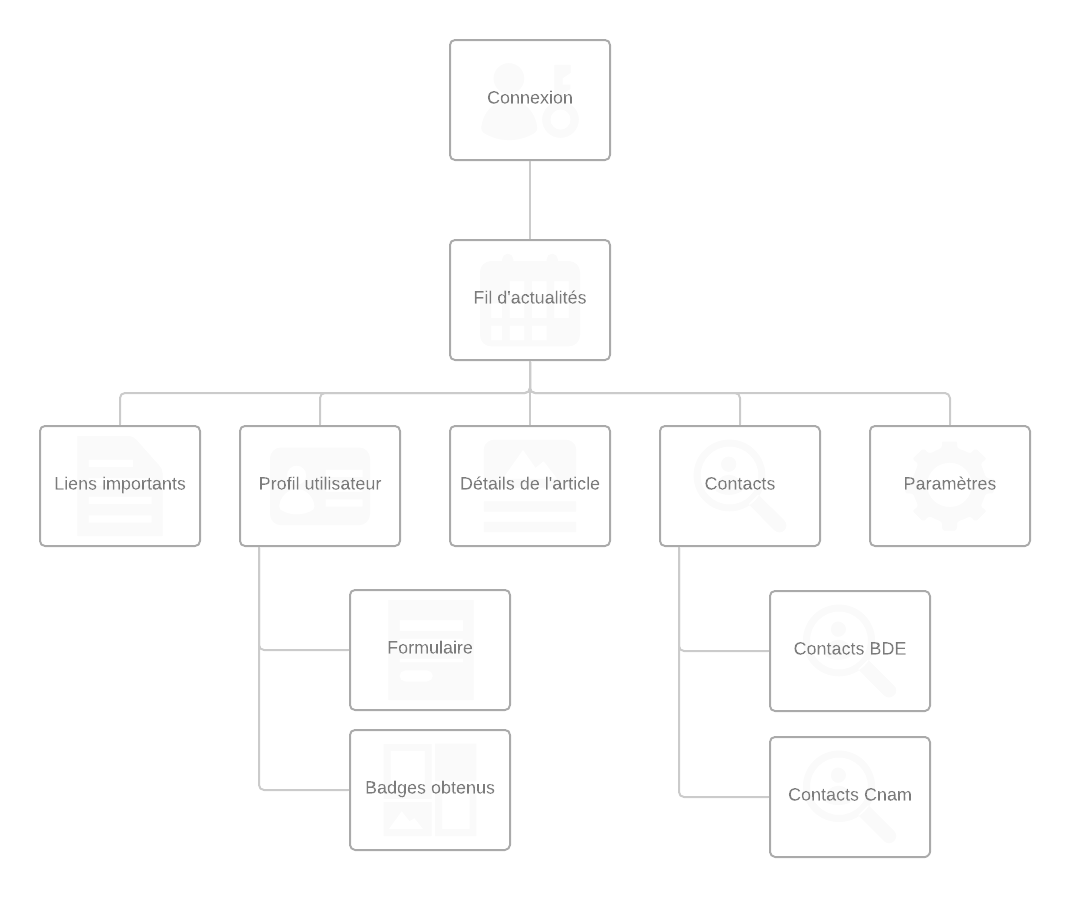 Connexion
Fil d'actualités
Liens importants
Profil utilisateur
Détails de l'article
Contacts
Paramètres
Formulaire
Contacts BDE
Badges obtenus
Contacts Cnam